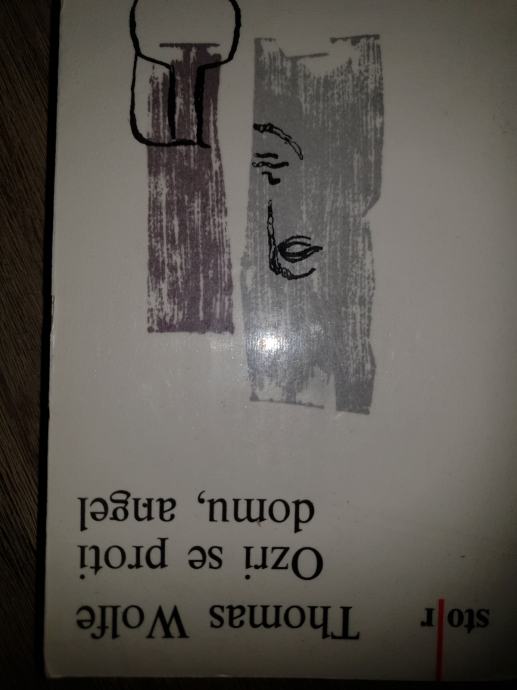 sto|r
Thomas Wolfe
Ozri se proti
domu, angel